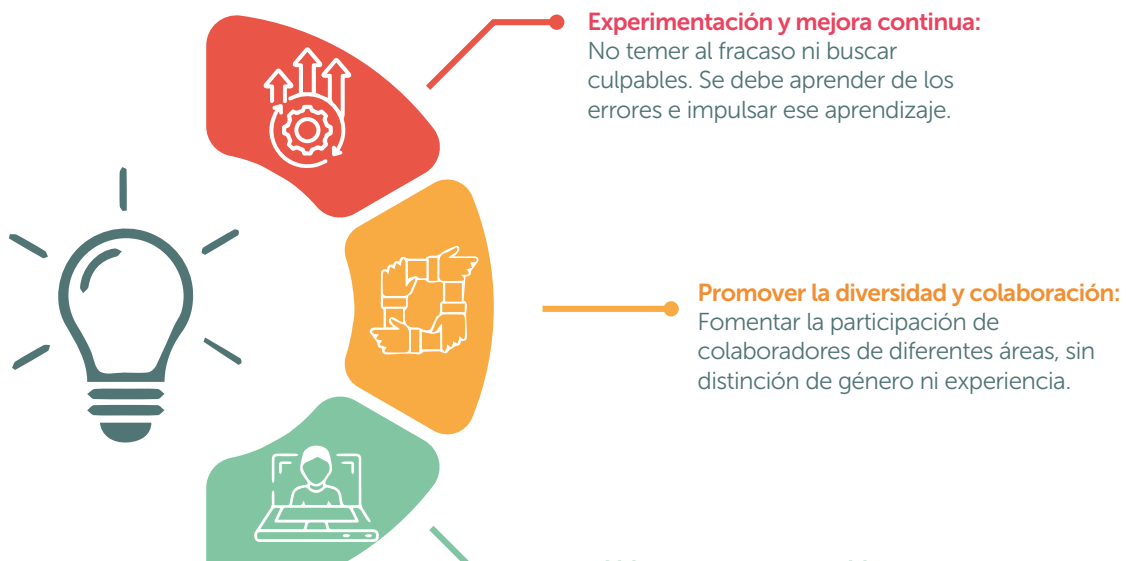 Experimentación y mejora continua:
No temer al fracaso ni buscar
culpables. Se debe aprender de los
errores e impulsar ese aprendizaje.
Promover la diversidad y colaboración:
Fomentar la participación de
colaboradores de diferentes áreas, sin
distinción de género ni experiencia.